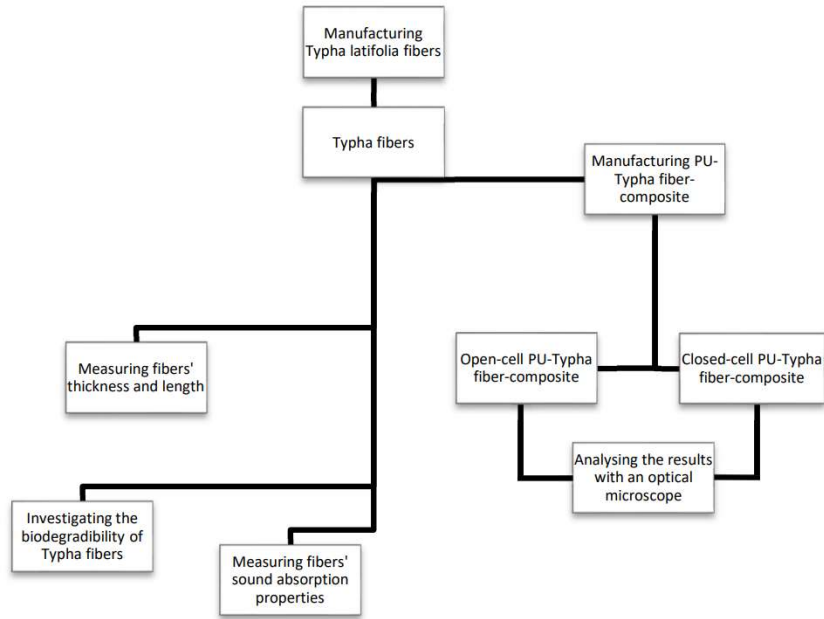 Manufacturing
Typha latifolia fibers
Typha fibers
Manufacturing PU-
Typha fiber-
composite
Measuring fibers'
thickness and length
Open-cell PU-Typha
fiber-composite
Closed-cell PU-Typha
fiber-composite
Analysing the results
with an optical
microscope
Investigating the
biodegradibility of
Typha fibers
Measuring fibers'
sound absorption
properties